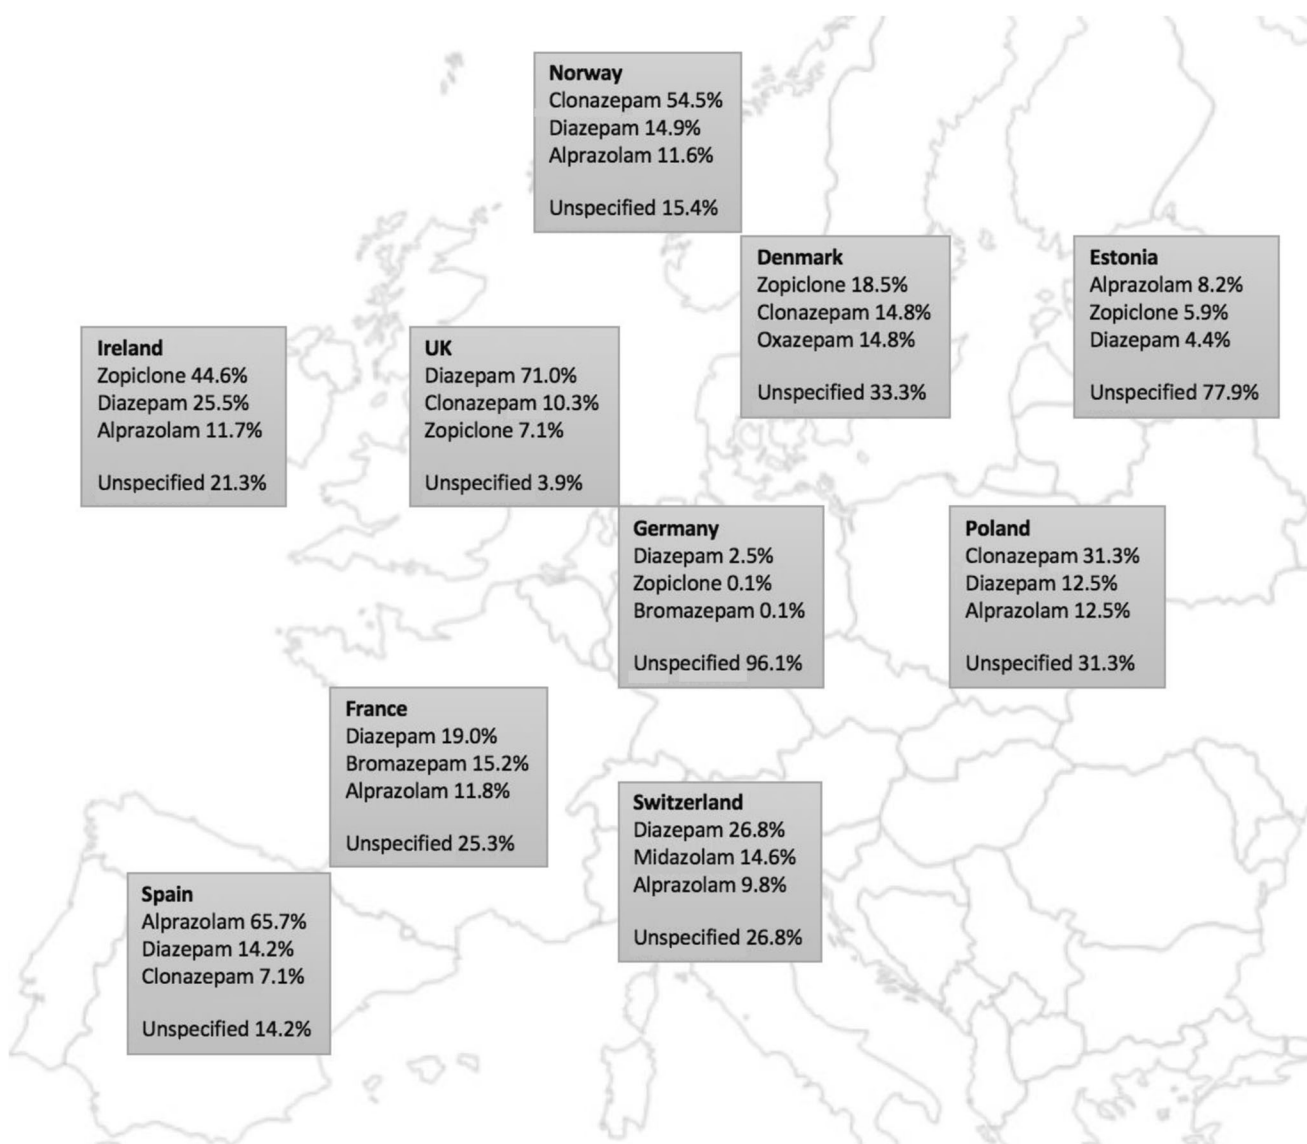 Norway
Clonazepam 54.5%
Diazepam 14.9%
Alprazolam 11.6%
Unspecified 15.4%
Denmark
Zopiclone 18.5%
Clonazepam 14.8%
Oxazepam 14.8%
Unspecified 33.3%
Estonia
Alprazolam 8.2%
Zopiclone 5.9%
Diazepam 4.4%
Unspecified 77.9%
Ireland
Zopiclone 44.6%
Diazepam 25.5%
Alprazolam 11.7%
Unspecified 21.3%
UK
Diazepam 71.0%
Clonazepam 10.3%
Zopiclone 7.1%
Unspecified 3.9%
Germany
Diazepam 2.5%
Zopiclone 0.1%
Bromazepam 0.1%
Unspecified 96.1%
Poland
Clonazepam 31.3%
Diazepam 12.5%
Alprazolam 12.5%
Unspecified 31.3%
France
Diazepam 19.0%
Bromazepam 15.2%
Alprazolam 11.8%
Unspecified 25.3%
Switzerland
Diazepam 26.8%
Midazolam 14.6%
Alprazolam 9.8%
Unspecified 26.8%
Spain
Alprazolam 65.7%
Diazepam 14.2%
Clonazepam 7.1%
Unspecified 14.2%